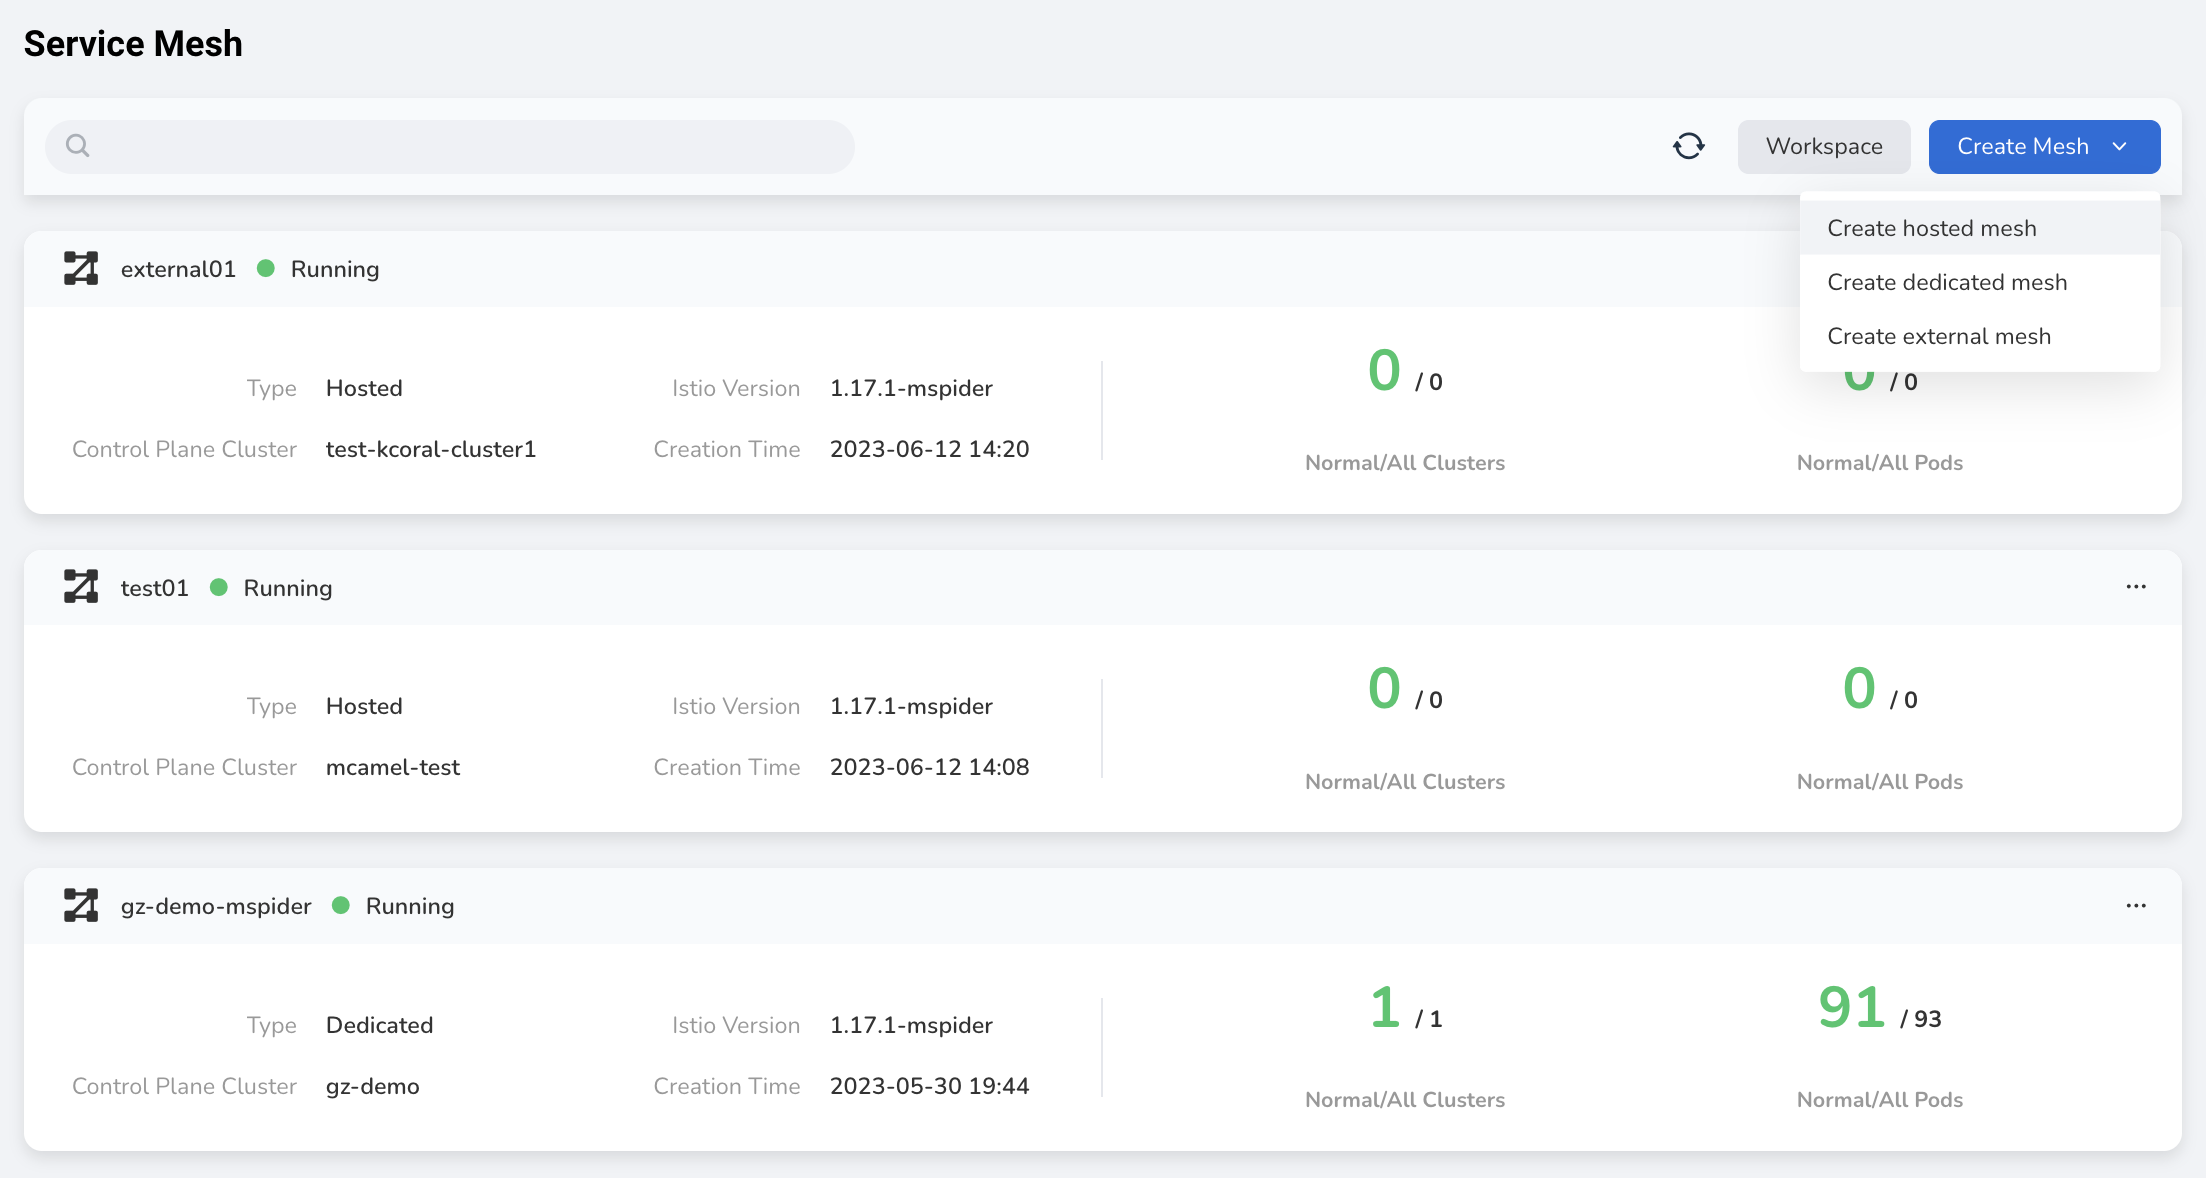 Service Mesh
Workspace
Create Mesh
Create hosted mesh
Create dedicated mesh
Create external mesh
external01 Running
Type Hosted
Istio Version 1.17.1-mspider
Control Plane Cluster test-kcoral-cluster1
Creation Time 2023-06-12 14:20
0 / 0
Normal/All Clusters
0 / 0
Normal/All Pods
test01 Running
...
Type Hosted
Istio Version 1.17.1-mspider
Control Plane Cluster mcamel-test
Creation Time 2023-06-12 14:08
0 / 0
Normal/All Clusters
0 / 0
Normal/All Pods
gz-demo-mspider Running
...
Type Dedicated
Istio Version 1.17.1-mspider
Control Plane Cluster gz-demo
Creation Time 2023-05-30 19:44
1 / 1
Normal/All Clusters
91 / 93
Normal/All Pods